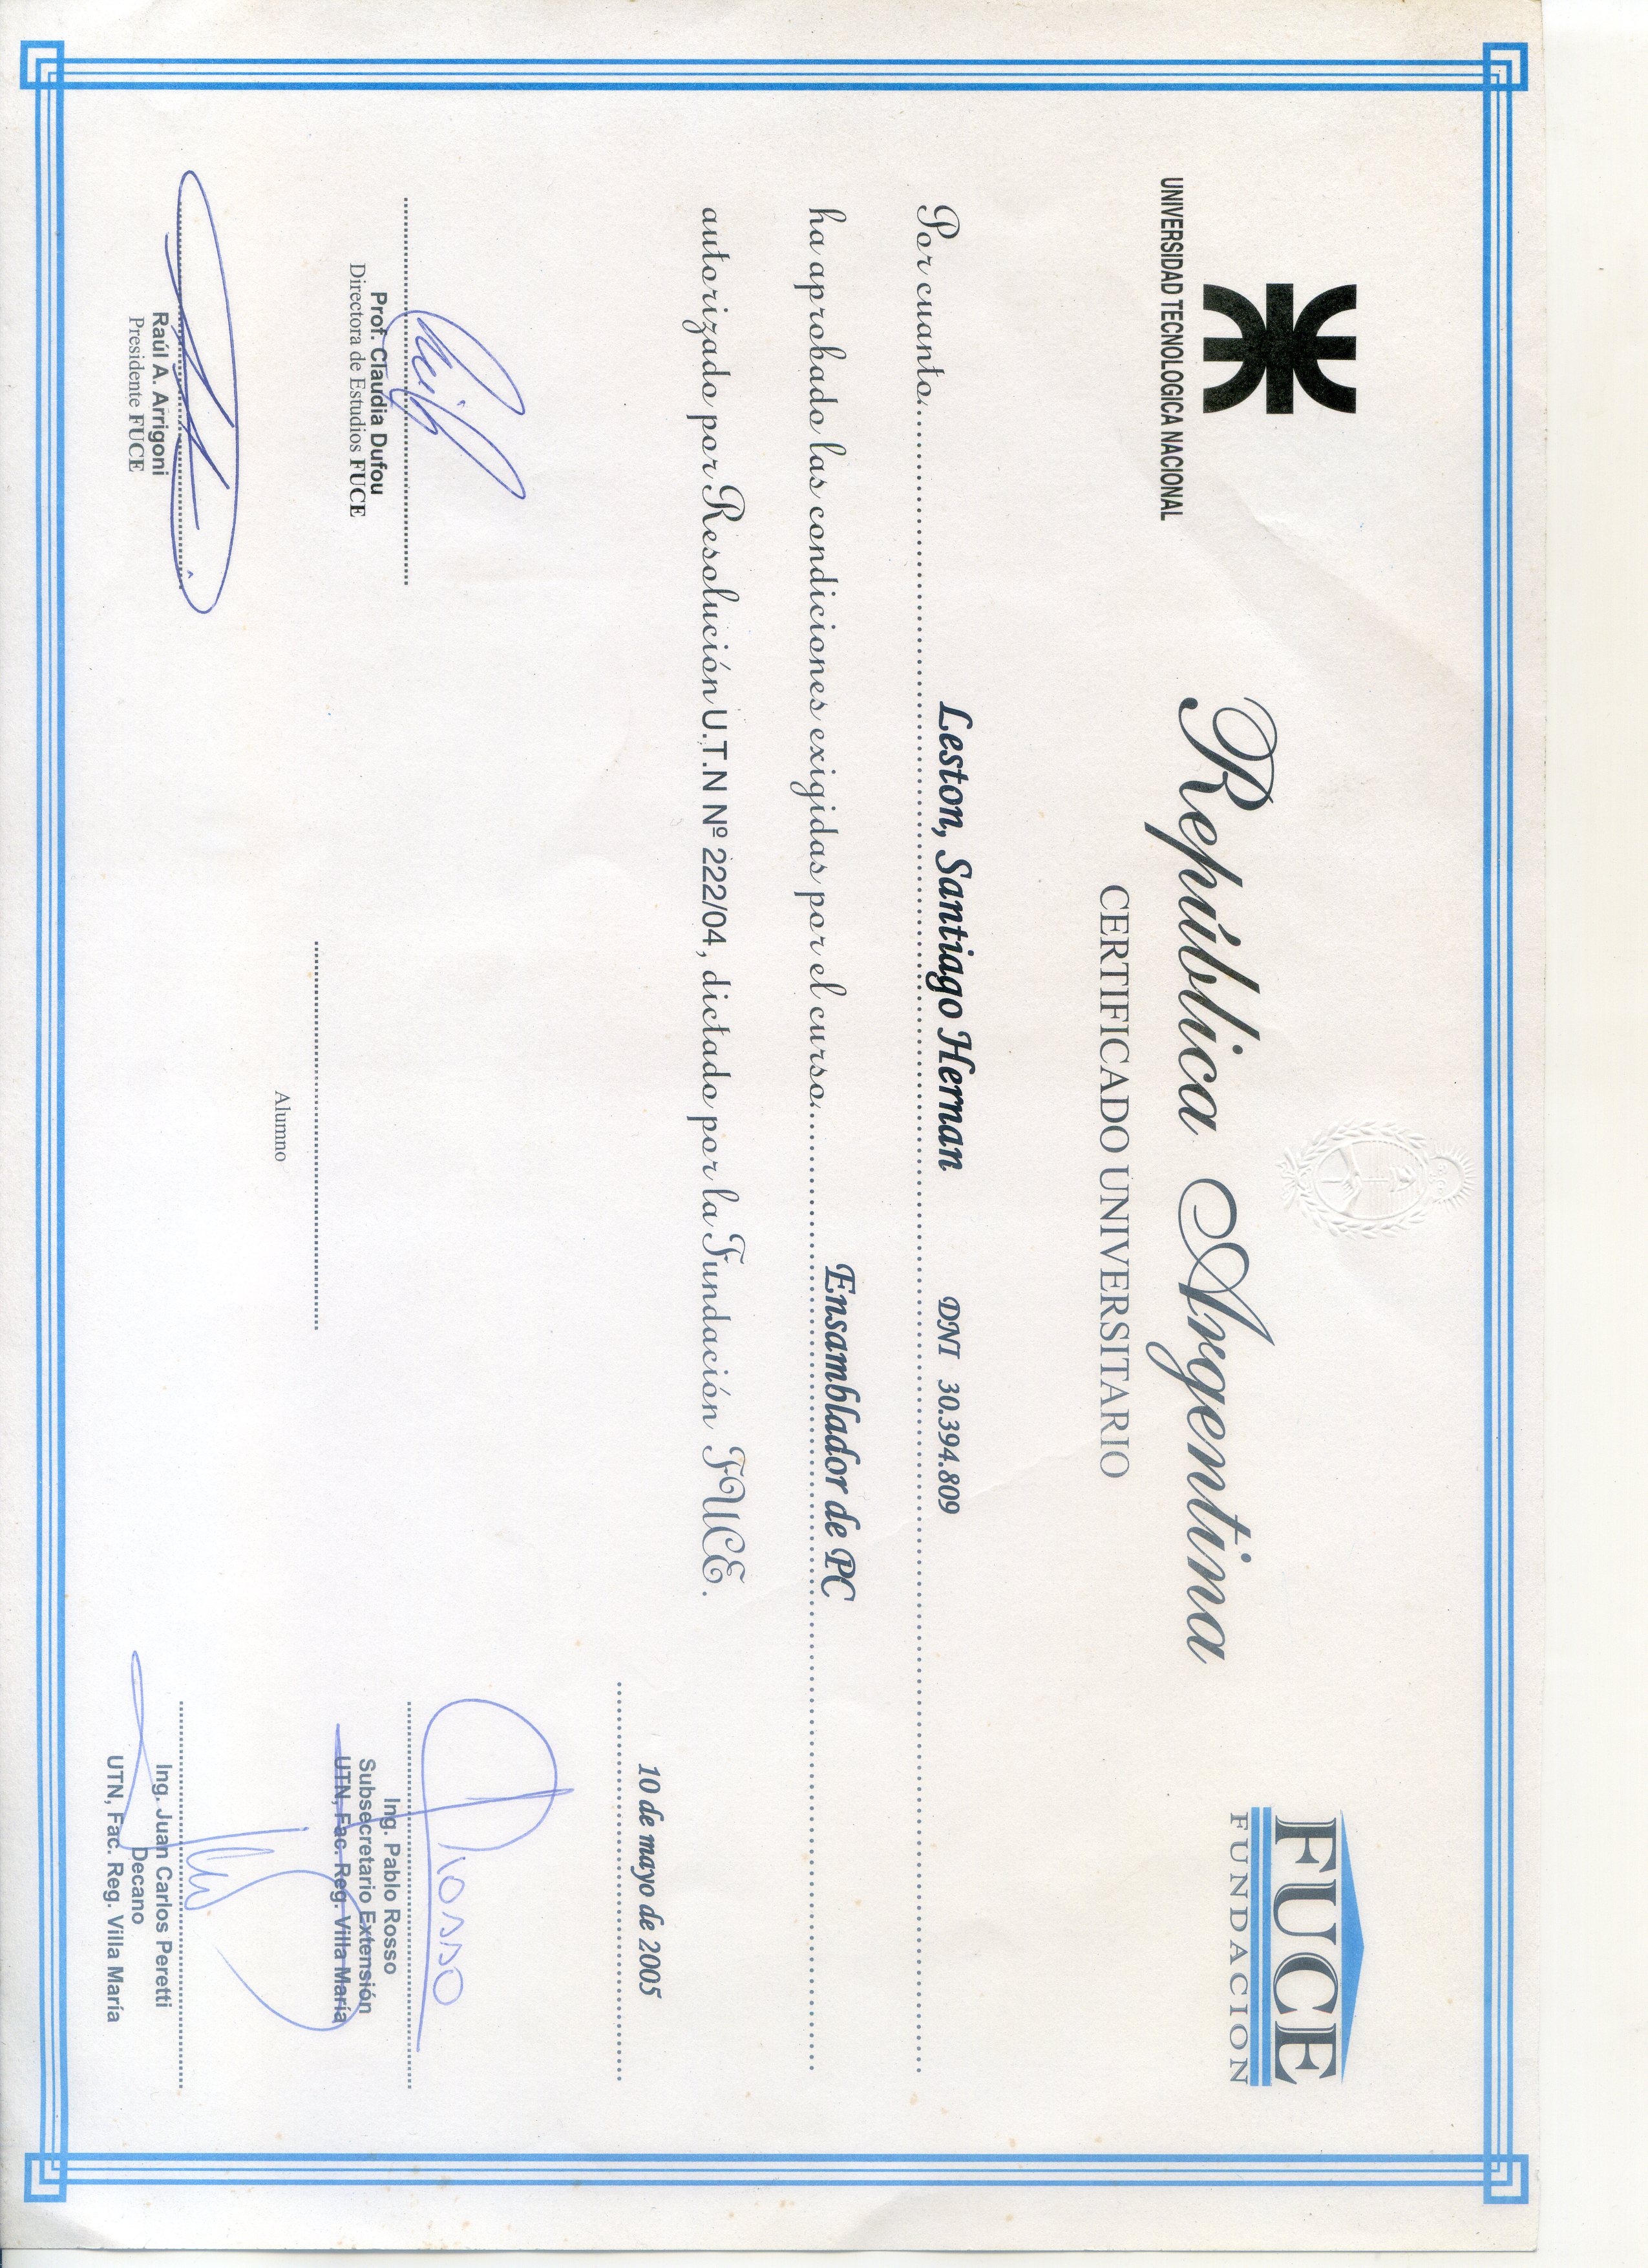 UNIVERSIDAD TECNOLOGICA NACIONAL
FUCE
FUNDACION
República Argentina
CERTIFICADO UNIVERSITARIO
Por cuanto Leston, Santiago Hernan DNI 30.394.809
ha aprobado las condiciones exigidas por el curso Ensamblador de PC
autorizado por Resolución U.T.N Nº 222/04, dictado por la Fundación FUCE.
10 de mayo de 2005
Prof. Claudia Dufou
Directora de Estudios FUCE
Rosso
Ing. Pablo Rosso
Subsecretario Extensión
UTN, Fac. Reg. Villa María
Alumno
Raúl A. Arrigoni
Presidente FUCE
Ing. Juan Carlos Peretti
Decano
UTN, Fac. Reg. Villa María